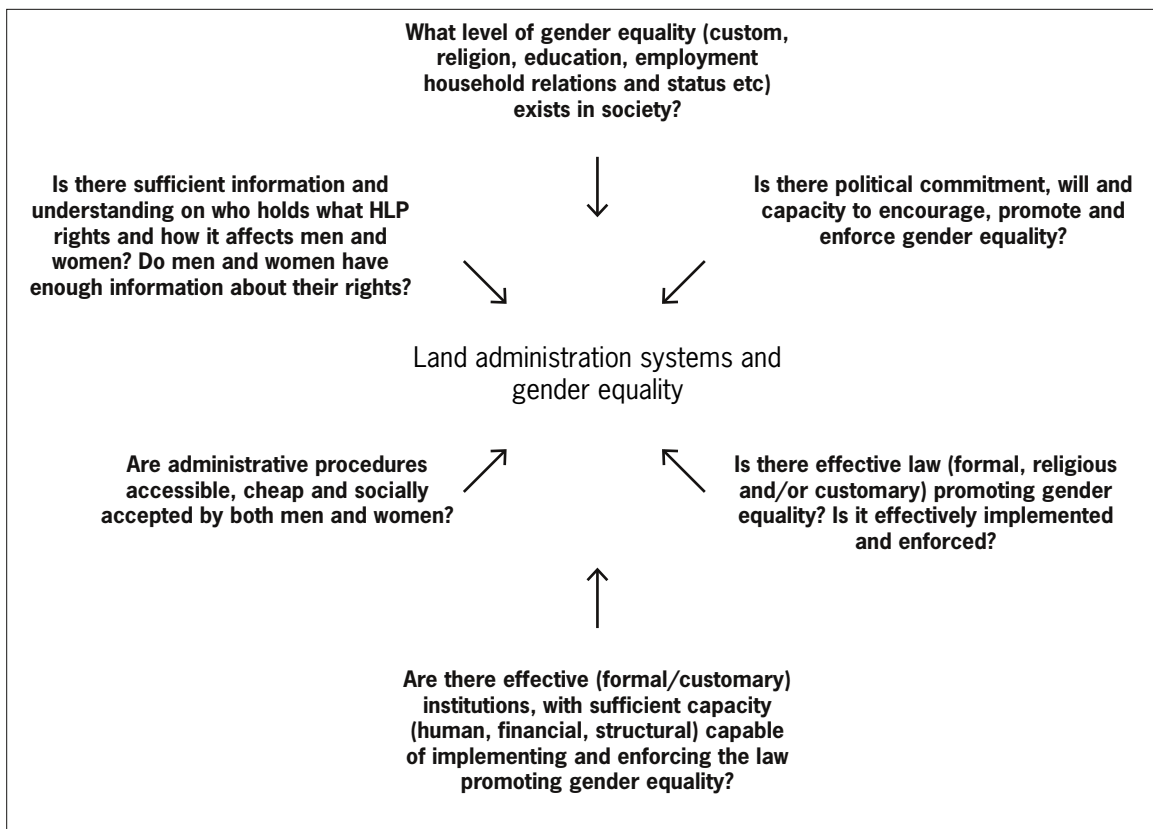 What level of gender equality (custom,
religion, education, employment
household relations and status etc)
exists in society?
Is there sufficient information and
understanding on who holds what HLP
rights and how it affects men and
women? Do men and women have
enough information about their rights?
Is there political commitment, will and
capacity to encourage, promote and
enforce gender equality?
Land administration systems and
gender equality
Are administrative procedures
accessible, cheap and socially
accepted by both men and women?
Is there effective law (formal, religious
and/or customary) promoting gender
equality? Is it effectively implemented
and enforced?
Are there effective (formal/customary)
institutions, with sufficient capacity
(human, financial, structural) capable
of implementing and enforcing the law
promoting gender equality?